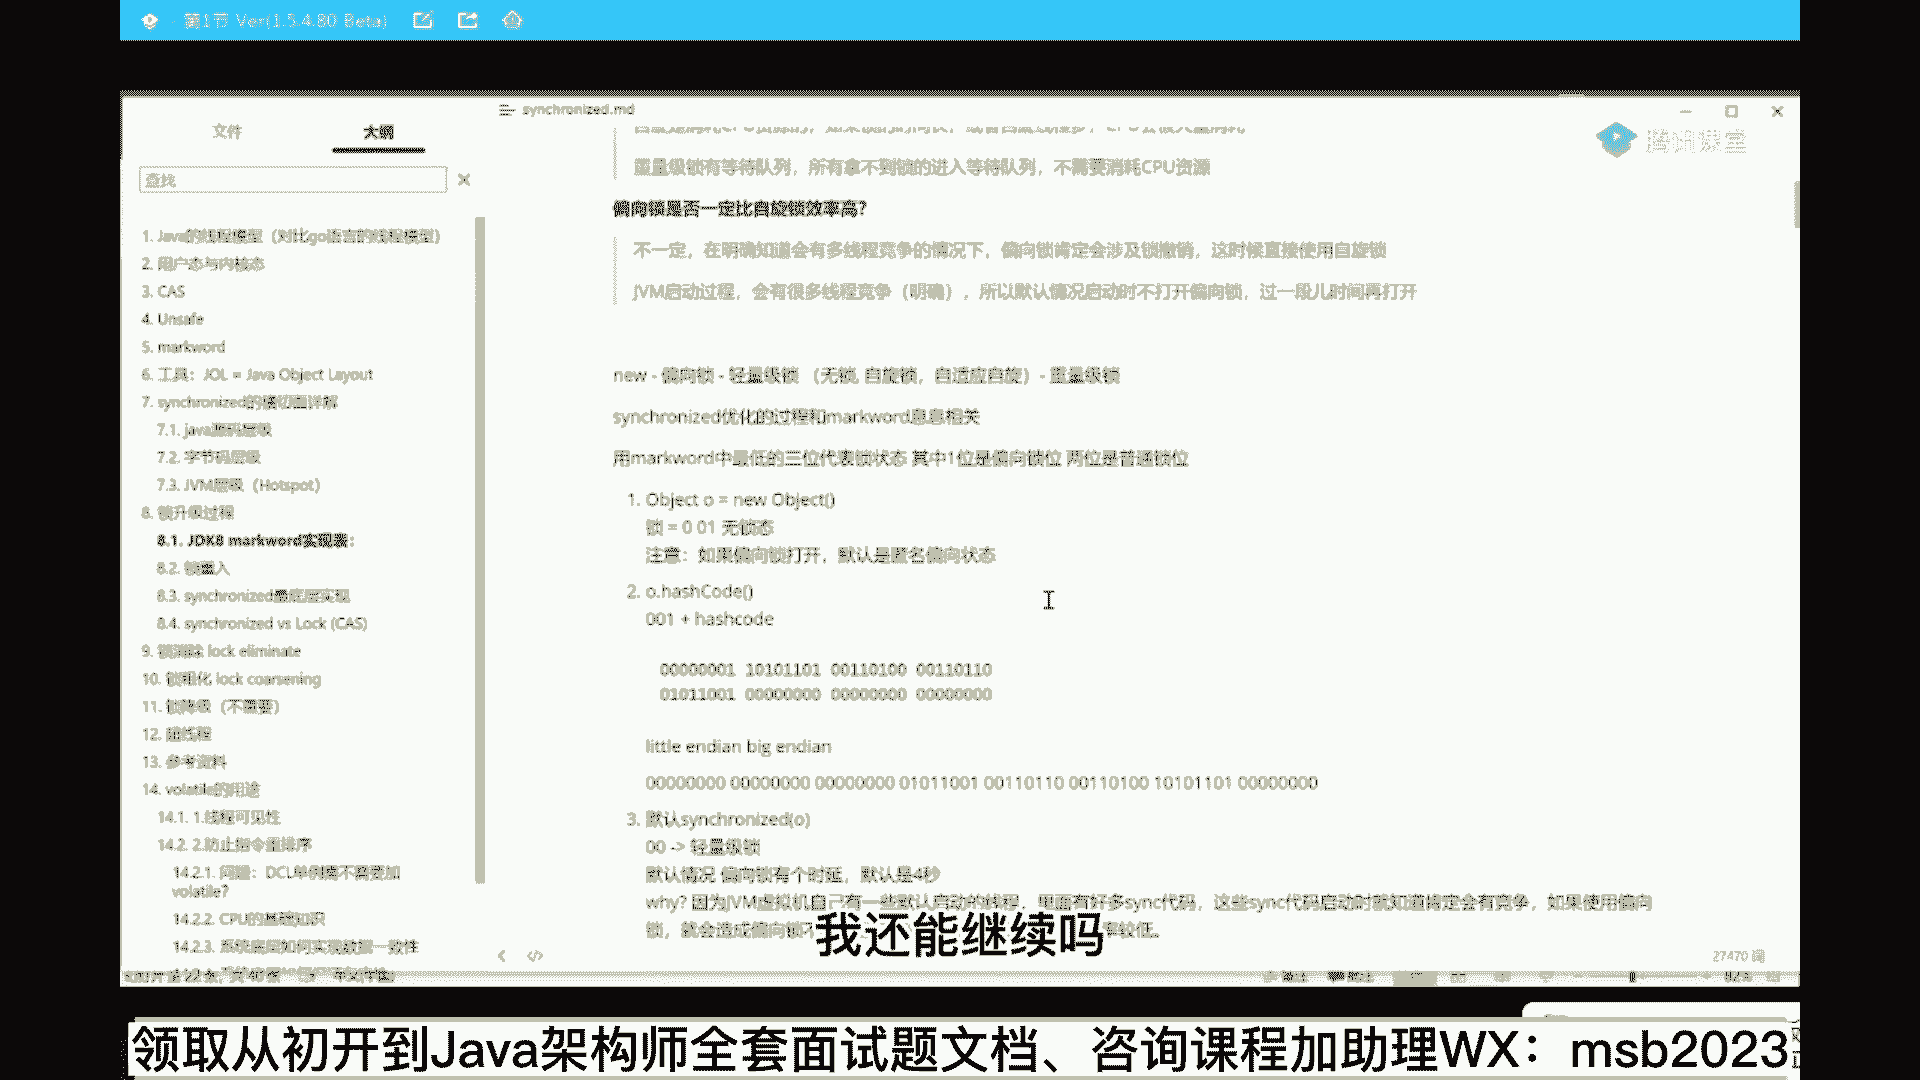 第1节 Ver(1.5.4.80 Beta)
synchronized.md
腾讯课堂
文件
大纲
查找
1. Java的线程模型（对比go语言的线程模型）
2. 用户态与内核态
3. CAS
4. Unsafe
5. markword
6. 工具：JOL = Java Object Layout
7. synchronized的横切面详解
7.1. java源码层级
7.2. 字节码层级
7.3. JVM层级（Hotspot）
8. 锁升级过程
8.1. JDK8 markword实现表：
8.2. 锁重入
8.3. synchronized最底层实现
8.4. synchronized vs Lock (CAS)
9. 锁消除 lock eliminate
10. 锁粗化 lock coarsening
11. 锁降级（不重要）
12. 超线程
13. 参考资料
14. volatile的用途
14.1. 1.线程可见性
14.2. 2.防止指令重排序
14.2.1. 问题：DCL单例需不需要加
volatile？
14.2.2. CPU的基础知识
14.2.3. 系统底层如何实现数据一致性
重量级锁有等待队列，所有拿不到锁的进入等待队列，不需要消耗CPU资源
偏向锁是否一定比自旋锁效率高？
不一定，在明确知道会有多线程竞争的情况下，偏向锁肯定会涉及锁撤销，这时候直接使用自旋锁
JVM启动过程，会有很多线程竞争（明确），所以默认情况启动时不打开偏向锁，过一段儿时间再打开
new - 偏向锁 - 轻量级锁 （无锁, 自旋锁，自适应自旋）- 重量级锁
synchronized优化的过程和markword息息相关
用markword中最低的三位代表锁状态 其中1位是偏向锁位 两位是普通锁位
1. Object o = new Object()
锁 = 0 01 无锁态
注意：如果偏向锁打开，默认是匿名偏向状态
2. o.hashCode()
001 + hashcode
00000001 10101101 00110100 00110110
01011001 00000000 00000000 00000000
little endian big endian
00000000 00000000 00000000 01011001 00110110 00110100 10101101 00000000
3. 默认synchronized(o)
00 -> 轻量级锁
默认情况 偏向锁有个时延，默认是4秒
why? 因为JVM虚拟机自己有一些默认启动的线程，里面有好多sync代码，这些sync代码启动时就知道肯定会有竞争，如果使用偏向
锁，就会造成偏向锁不
率较低。
我还能继续吗
27470 词
领取从初开到Java架构师全套面试题文档、咨询课程加助理WX：msb2023